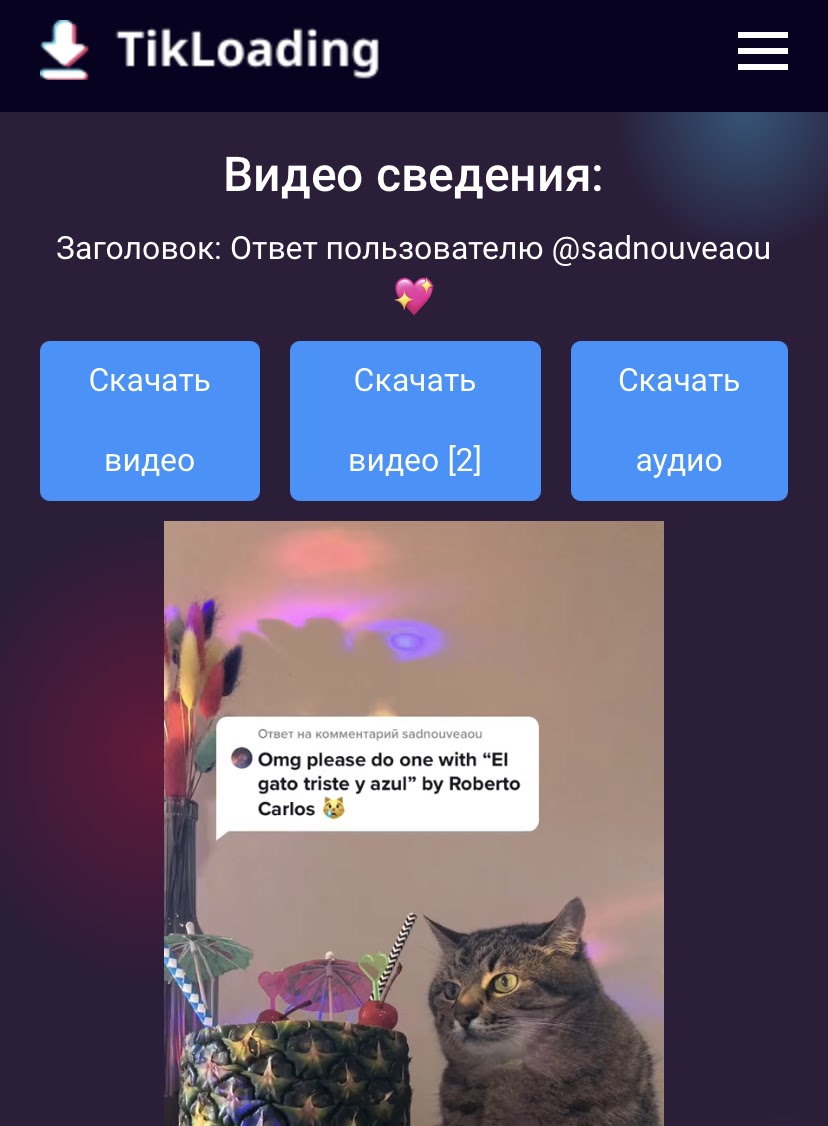 TikLoading
Видео сведения:
Заголовок: Ответ пользователю @sadnouveaou
💖
Скачать
видео
Скачать
видео [2]
Скачать
аудио
Ответ на комментарий sadnouveaou
Omg please do one with “El
gato triste y azul” by Roberto
Carlos 😿